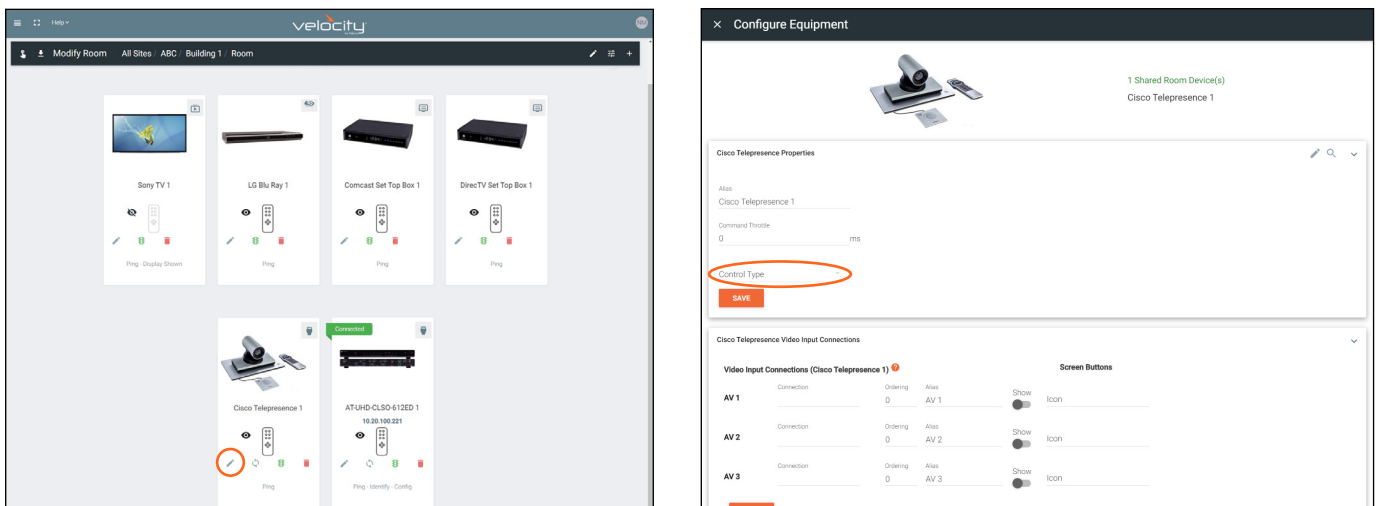 Help
velocity
NM
Modify Room All Sites / ABC / Building 1 / Room
Sony TV 1
LG Blu Ray 1
Comcast Set Top Box 1
DirecTV Set Top Box 1
Ping - Display Shown
Ping
Ping
Ping
Connected
Cisco Telepresence 1
AT-UHD-CLSO-612ED 1
10.20.100.221
Ping
Ping - Identify - Config
× Configure Equipment
1 Shared Room Device(s)
Cisco Telepresence 1
Cisco Telepresence Properties
Alias
Cisco Telepresence 1
Command Throttle
0 ms
Control Type
SAVE
Cisco Telepresence Video Input Connections
Video Input Connections (Cisco Telepresence 1) ?
Screen Buttons
Connection Ordering Alias Show
AV 1 0 AV 1 Icon
Connection Ordering Alias Show
AV 2 0 AV 2 Icon
Connection Ordering Alias Show
AV 3 0 AV 3 Icon